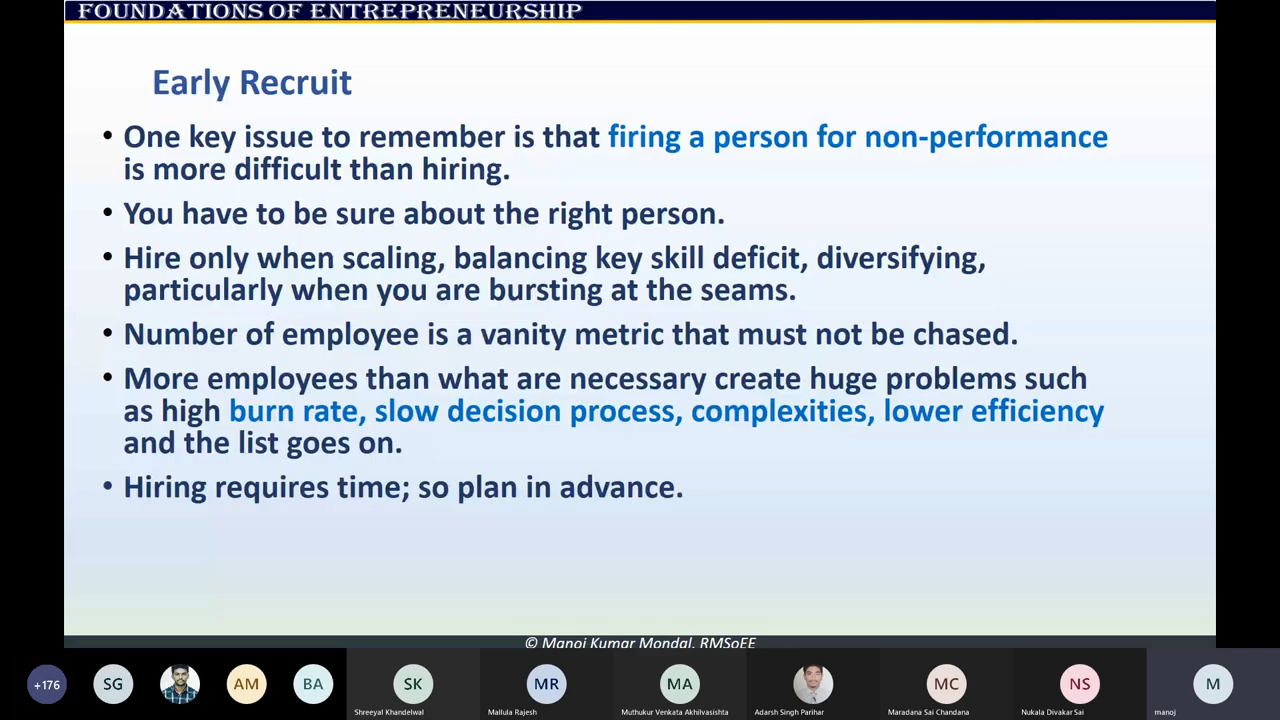 FOUNDATIONS OF ENTREPRENEURSHIP
Early Recruit
• One key issue to remember is that firing a person for non-performance
is more difficult than hiring.
• You have to be sure about the right person.
• Hire only when scaling, balancing key skill deficit, diversifying,
particularly when you are bursting at the seams.
• Number of employee is a vanity metric that must not be chased.
• More employees than what are necessary create huge problems such
as high burn rate, slow decision process, complexities, lower efficiency
and the list goes on.
• Hiring requires time; so plan in advance.
© Manoj Kumar Mondal, RMSoEE
+176 SG AM BA SK MR MA MC NS M
Shreeyal Khandelwal Mallula Rajesh Muthukur Venkata Akhilvasishta Adarsh Singh Parihar Maradana Sai Chandana Nukala Divakar Sai manoj